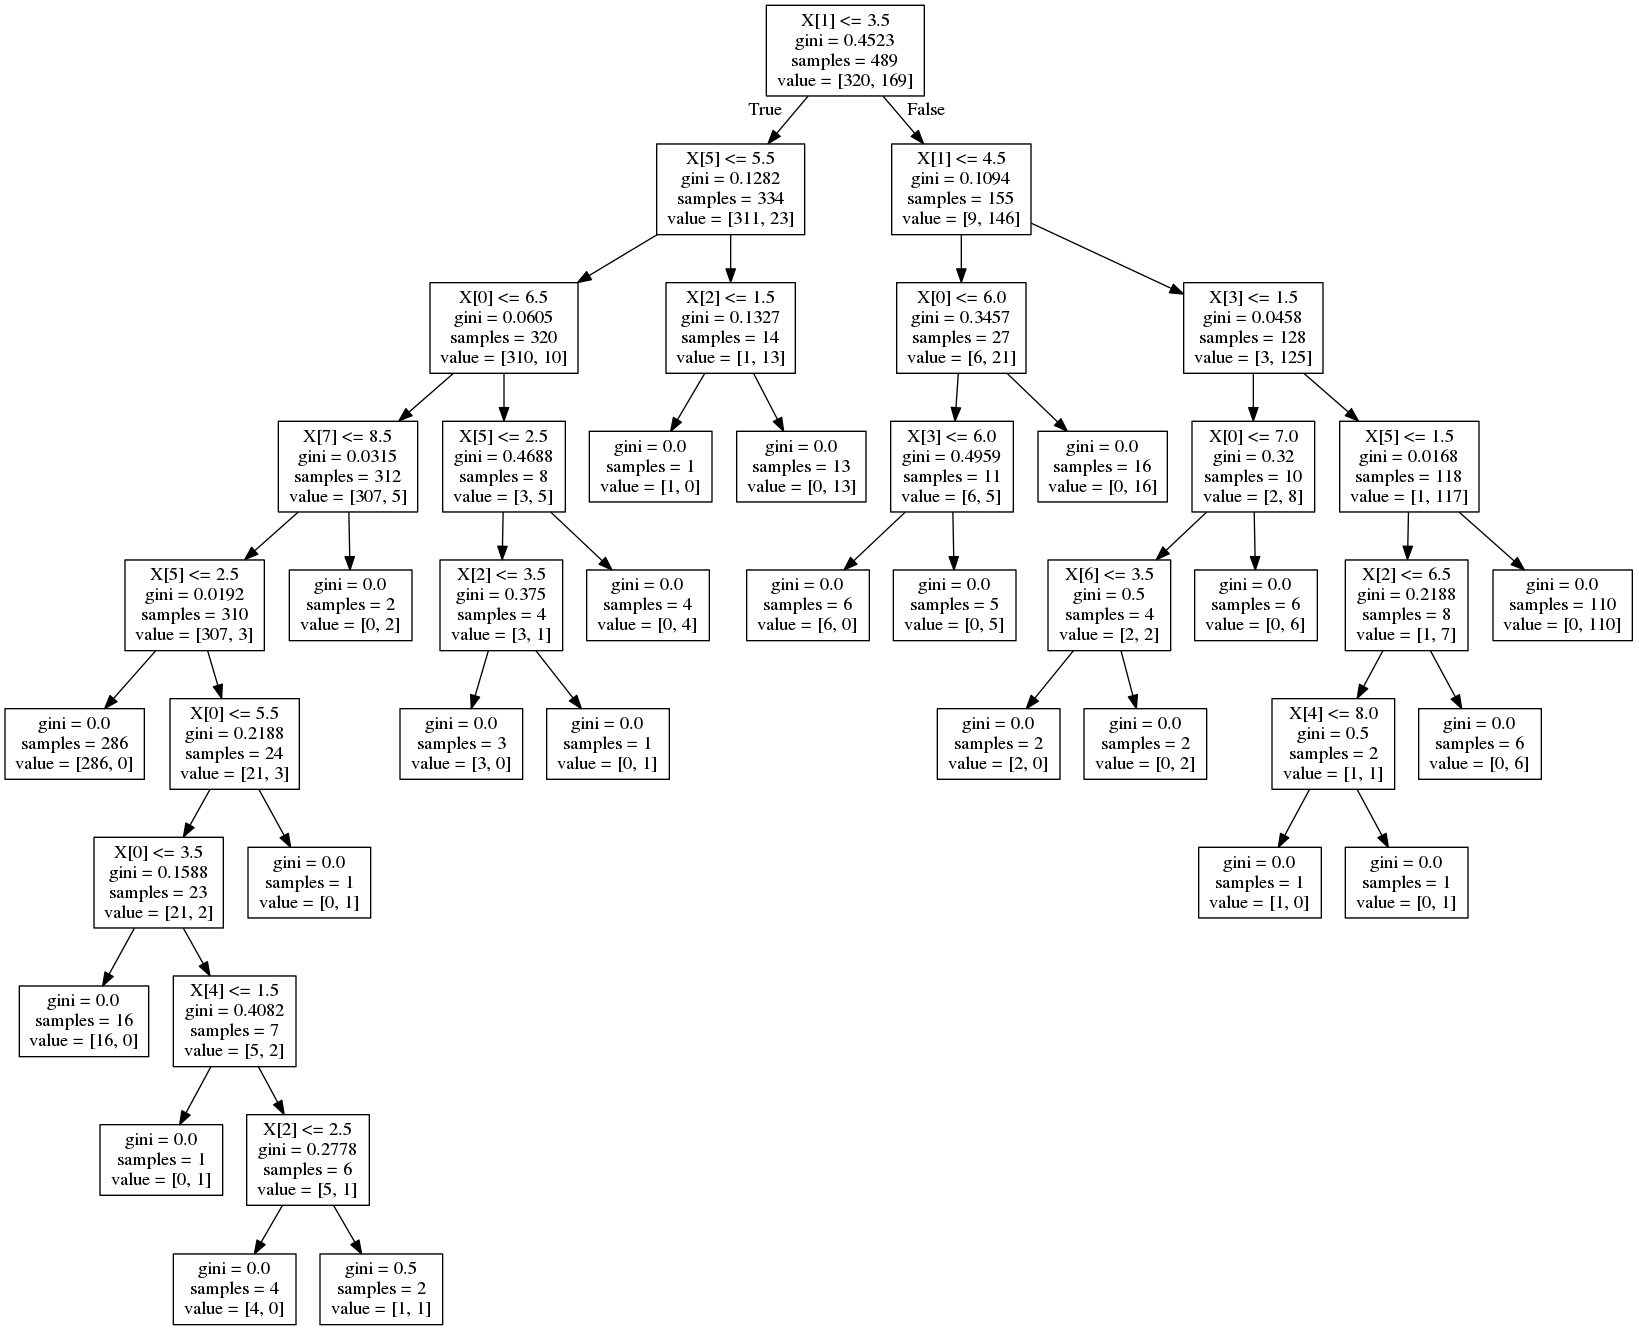 X[1] <= 3.5
gini = 0.4523
samples = 489
value = [320, 169]
True
False
X[5] <= 5.5
gini = 0.1282
samples = 334
value = [311, 23]
X[1] <= 4.5
gini = 0.1094
samples = 155
value = [9, 146]
X[0] <= 6.5
gini = 0.0605
samples = 320
value = [310, 10]
X[2] <= 1.5
gini = 0.1327
samples = 14
value = [1, 13]
X[0] <= 6.0
gini = 0.3457
samples = 27
value = [6, 21]
X[3] <= 1.5
gini = 0.0458
samples = 128
value = [3, 125]
X[7] <= 8.5
gini = 0.0315
samples = 312
value = [307, 5]
X[5] <= 2.5
gini = 0.4688
samples = 8
value = [3, 5]
gini = 0.0
samples = 1
value = [1, 0]
gini = 0.0
samples = 13
value = [0, 13]
X[3] <= 6.0
gini = 0.4959
samples = 11
value = [6, 5]
gini = 0.0
samples = 16
value = [0, 16]
X[0] <= 7.0
gini = 0.32
samples = 10
value = [2, 8]
X[5] <= 1.5
gini = 0.0168
samples = 118
value = [1, 117]
X[5] <= 2.5
gini = 0.0192
samples = 310
value = [307, 3]
gini = 0.0
samples = 2
value = [0, 2]
X[2] <= 3.5
gini = 0.375
samples = 4
value = [3, 1]
gini = 0.0
samples = 4
value = [0, 4]
gini = 0.0
samples = 6
value = [6, 0]
gini = 0.0
samples = 5
value = [0, 5]
X[6] <= 3.5
gini = 0.5
samples = 4
value = [2, 2]
gini = 0.0
samples = 6
value = [0, 6]
X[2] <= 6.5
gini = 0.2188
samples = 8
value = [1, 7]
gini = 0.0
samples = 110
value = [0, 110]
gini = 0.0
samples = 286
value = [286, 0]
X[0] <= 5.5
gini = 0.2188
samples = 24
value = [21, 3]
gini = 0.0
samples = 3
value = [3, 0]
gini = 0.0
samples = 1
value = [0, 1]
gini = 0.0
samples = 2
value = [2, 0]
gini = 0.0
samples = 2
value = [0, 2]
X[4] <= 8.0
gini = 0.5
samples = 2
value = [1, 1]
gini = 0.0
samples = 6
value = [0, 6]
X[0] <= 3.5
gini = 0.1588
samples = 23
value = [21, 2]
gini = 0.0
samples = 1
value = [0, 1]
gini = 0.0
samples = 1
value = [1, 0]
gini = 0.0
samples = 1
value = [0, 1]
gini = 0.0
samples = 16
value = [16, 0]
X[4] <= 1.5
gini = 0.4082
samples = 7
value = [5, 2]
gini = 0.0
samples = 1
value = [0, 1]
X[2] <= 2.5
gini = 0.2778
samples = 6
value = [5, 1]
gini = 0.0
samples = 4
value = [4, 0]
gini = 0.5
samples = 2
value = [1, 1]